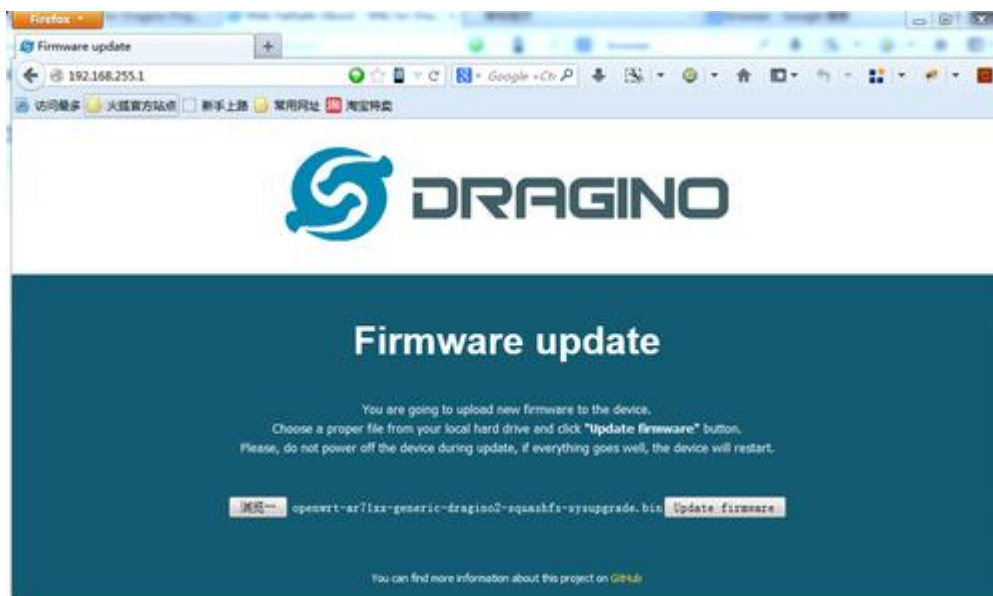 Firefox
Firmware update
192.168.255.1
Google
访问最多 火狐官方站点 新手上路 常用网址 淘宝特卖
DRAGINO
Firmware update
You are going to upload new firmware to the device.
Choose a proper file from your local hard drive and click "Update firmware" button.
Please, do not power off the device during update, if everything goes well, the device will restart.
浏览… openwrt-ar71xx-generic-dragino2-squashfs-sysupgrade.bin Update firmware
You can find more information about this project on GitHub